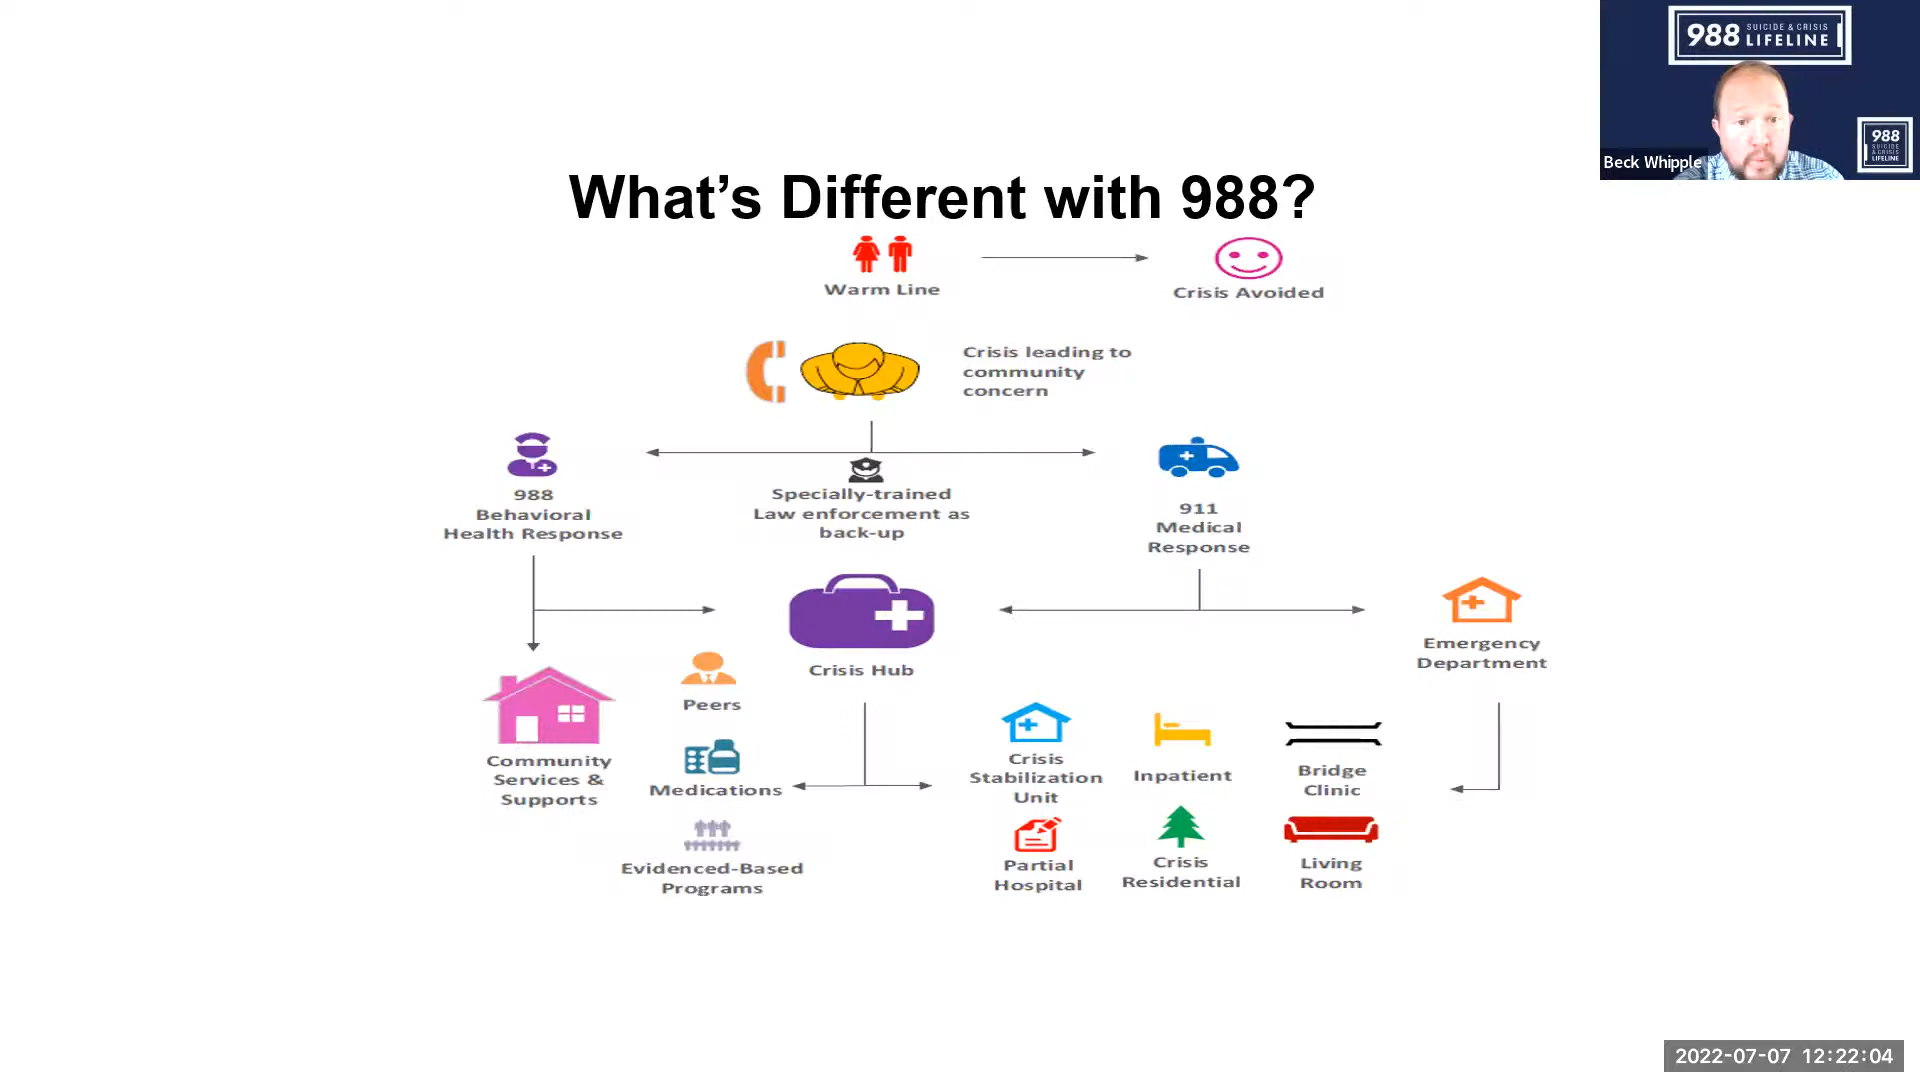 988 SUICIDE & CRISIS
LIFELINE
988
SUICIDE
& CRISIS
LIFELINE
Beck Whipple
What's Different with 988?
Warm Line
Crisis Avoided
Crisis leading to
community
concern
988
Behavioral
Health Response
Specially-trained
Law enforcement as
back-up
911
Medical
Response
Crisis Hub
Emergency
Department
Community
Services &
Supports
Peers
Medications
Evidenced-Based
Programs
Crisis
Stabilization
Unit
Inpatient
Bridge
Clinic
Partial
Hospital
Crisis
Residential
Living
Room
2022-07-07 12:22:04